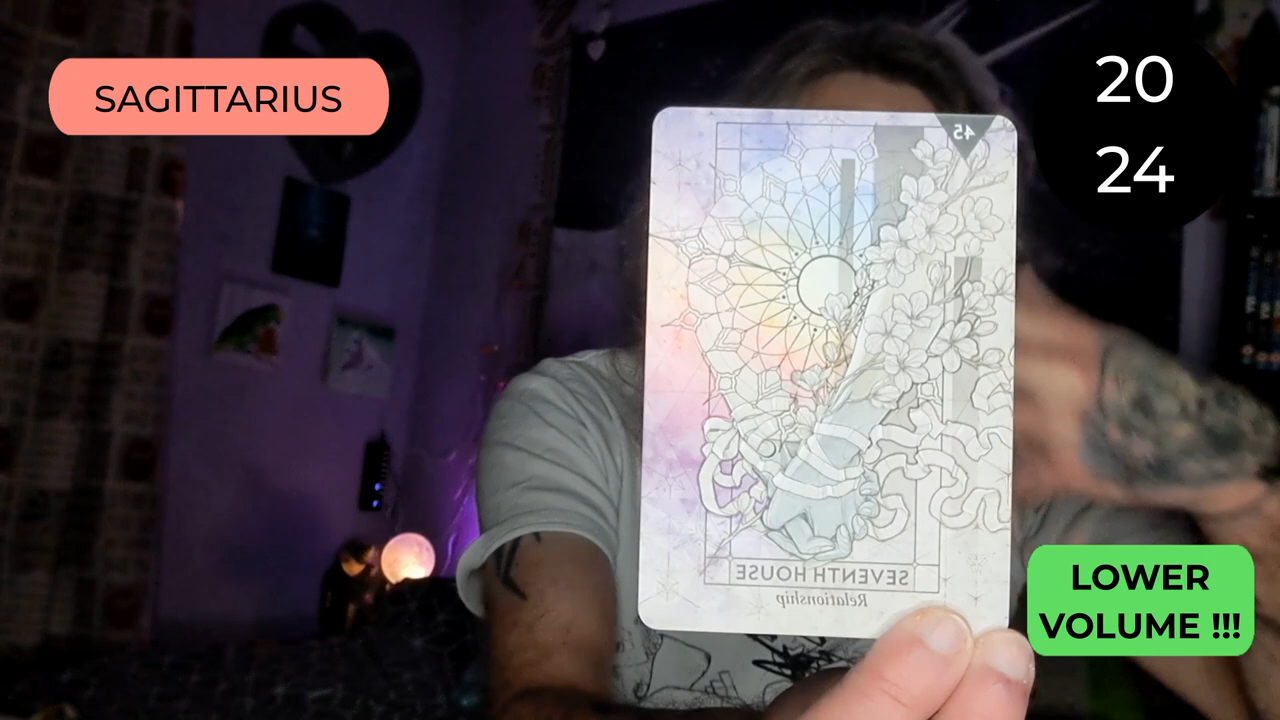 SAGITTARIUS
20
24
45
SEVENTH HOUSE
Relationship
LOWER
VOLUME !!!